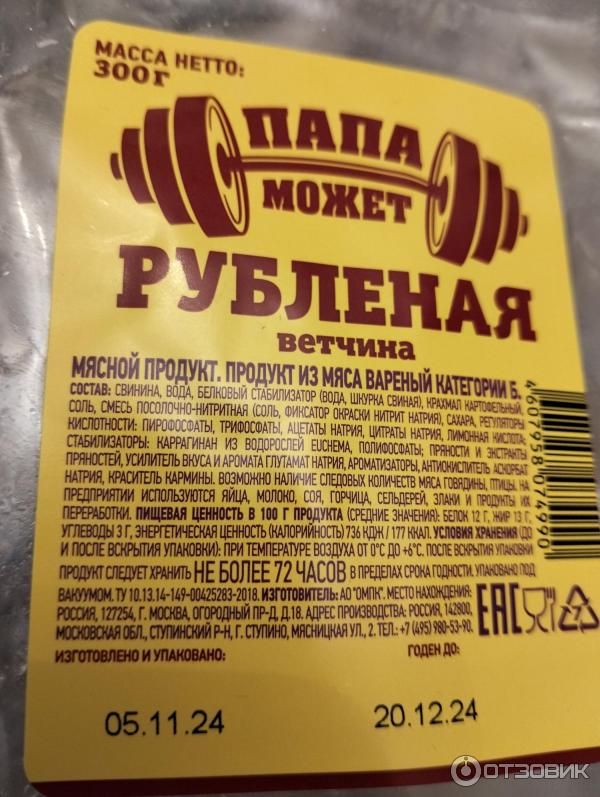 МАССА НЕТТО:
300г
ПАПА
МОЖЕТ
РУБЛЕНАЯ
ветчина
МЯСНОЙ ПРОДУКТ. ПРОДУКТ ИЗ МЯСА ВАРЕНЫЙ КАТЕГОРИИ Б.
СОСТАВ: СВИНИНА, ВОДА, БЕЛКОВЫЙ СТАБИЛИЗАТОР (ВОДА, ШКУРКА СВИНАЯ), КРАХМАЛ КАРТОФЕЛЬНЫЙ,
СОЛЬ, СМЕСЬ ПОСОЛОЧНО-НИТРИТНАЯ (СОЛЬ, ФИКСАТОР ОКРАСКИ НИТРИТ НАТРИЯ), САХАРА, РЕГУЛЯТОРЫ
КИСЛОТНОСТИ: ПИРОФОСФАТЫ, ТРИФОСФАТЫ, АЦЕТАТЫ НАТРИЯ, ЦИТРАТЫ НАТРИЯ, ЛИМОННАЯ КИСЛОТА;
СТАБИЛИЗАТОРЫ: КАРРАГИНАН ИЗ ВОДОРОСЛЕЙ EUCHEMA, ПОЛИФОСФАТЫ; ПРЯНОСТИ И ЭКСТРАКТЫ
ПРЯНОСТЕЙ, УСИЛИТЕЛЬ ВКУСА И АРОМАТА ГЛУТАМАТ НАТРИЯ, АРОМАТИЗАТОРЫ, АНТИОКИСЛИТЕЛЬ АСКОРБАТ
НАТРИЯ, КРАСИТЕЛЬ КАРМИНЫ. ВОЗМОЖНО НАЛИЧИЕ СЛЕДОВЫХ КОЛИЧЕСТВ МЯСА ГОВЯДИНЫ, ПТИЦЫ. НА
ПРЕДПРИЯТИИ ИСПОЛЬЗУЮТСЯ ЯЙЦА, МОЛОКО, СОЯ, ГОРЧИЦА, СЕЛЬДЕРЕЙ, ЗЛАКИ И ПРОДУКТЫ ИХ
ПЕРЕРАБОТКИ. ПИЩЕВАЯ ЦЕННОСТЬ В 100 Г ПРОДУКТА (СРЕДНИЕ ЗНАЧЕНИЯ): БЕЛОК 12 Г, ЖИР 13 Г,
УГЛЕВОДЫ 3 Г, ЭНЕРГЕТИЧЕСКАЯ ЦЕННОСТЬ (КАЛОРИЙНОСТЬ) 736 КДЖ / 177 ККАЛ. УСЛОВИЯ ХРАНЕНИЯ (ДО
И ПОСЛЕ ВСКРЫТИЯ УПАКОВКИ): ПРИ ТЕМПЕРАТУРЕ ВОЗДУХА ОТ 0°С ДО +6°С. ПОСЛЕ ВСКРЫТИЯ УПАКОВКИ
ПРОДУКТ СЛЕДУЕТ ХРАНИТЬ НЕ БОЛЕЕ 72 ЧАСОВ В ПРЕДЕЛАХ СРОКА ГОДНОСТИ. УПАКОВАНО ПОД
ВАКУУМОМ. ТУ 10.13.14-149-00425283-2018. ИЗГОТОВИТЕЛЬ: АО "ОМПК". МЕСТО НАХОЖДЕНИЯ:
РОССИЯ, 127254, Г. МОСКВА, ОГОРОДНЫЙ ПР-Д, Д.18. АДРЕС ПРОИЗВОДСТВА: РОССИЯ, 142800,
МОСКОВСКАЯ ОБЛ., СТУПИНСКИЙ Р-Н, Г. СТУПИНО, МЯСНИЦКАЯ УЛ., 2. ТЕЛ.: +7 (495) 980-53-90.
EAC
ИЗГОТОВЛЕНО И УПАКОВАНО:
ГОДЕН ДО:
05.11.24
20.12.24
4607958074990
ОТЗОВИК